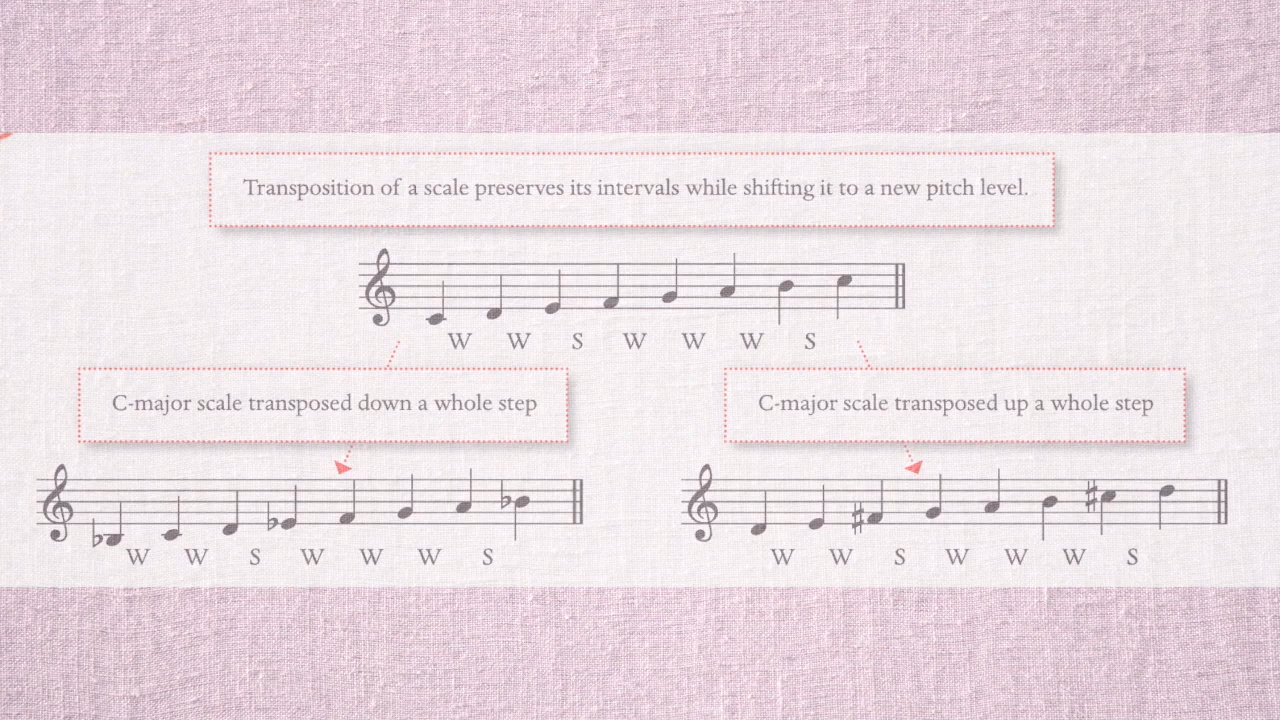 Transposition of a scale preserves its intervals while shifting it to a new pitch level.
W W S W W W S
C-major scale transposed down a whole step
C-major scale transposed up a whole step
W W S W W W S
W W S W W W S